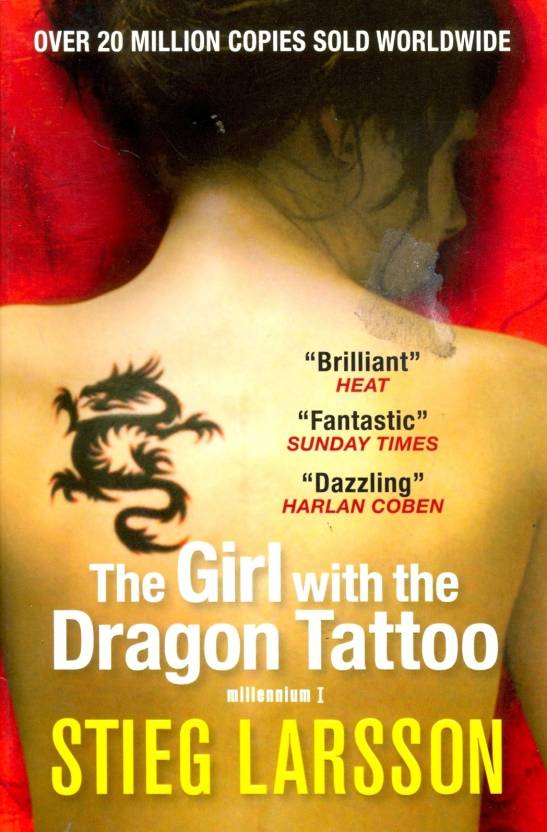 OVER 20 MILLION COPIES SOLD WORLDWIDE
“Brilliant”
HEAT
“Fantastic”
SUNDAY TIMES
“Dazzling”
HARLAN COBEN
The Girl with the
Dragon Tattoo
millennium I
STIEG LARSSON